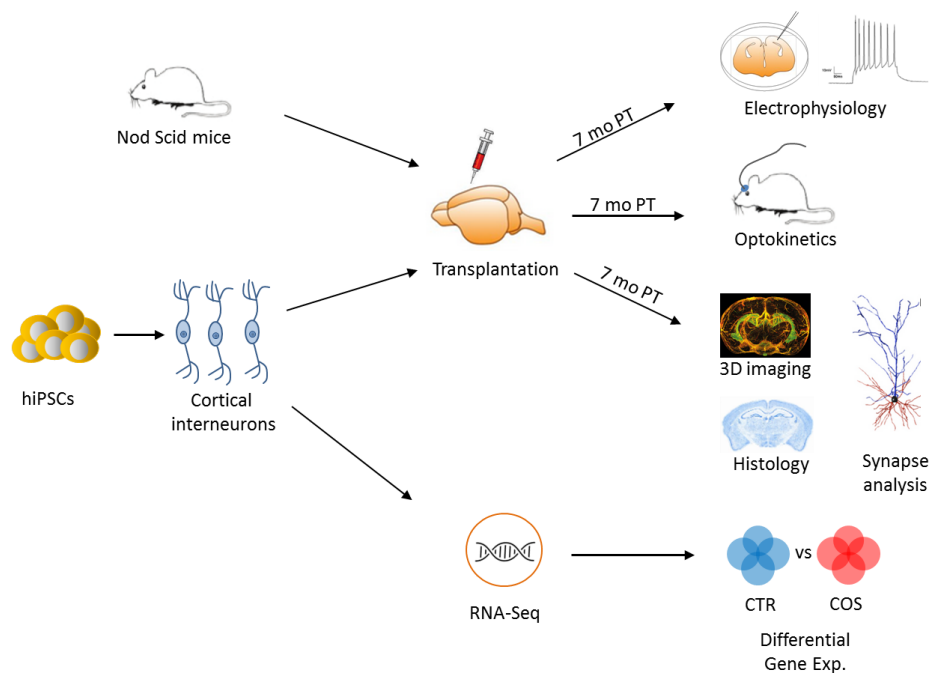 Nod Scid mice
7 mo PT
Electrophysiology
7 mo PT
Optokinetics
Transplantation
7 mo PT
hiPSCs
Cortical
interneurons
3D imaging
Histology
Synapse
analysis
RNA-Seq
vs
CTR
COS
Differential
Gene Exp.